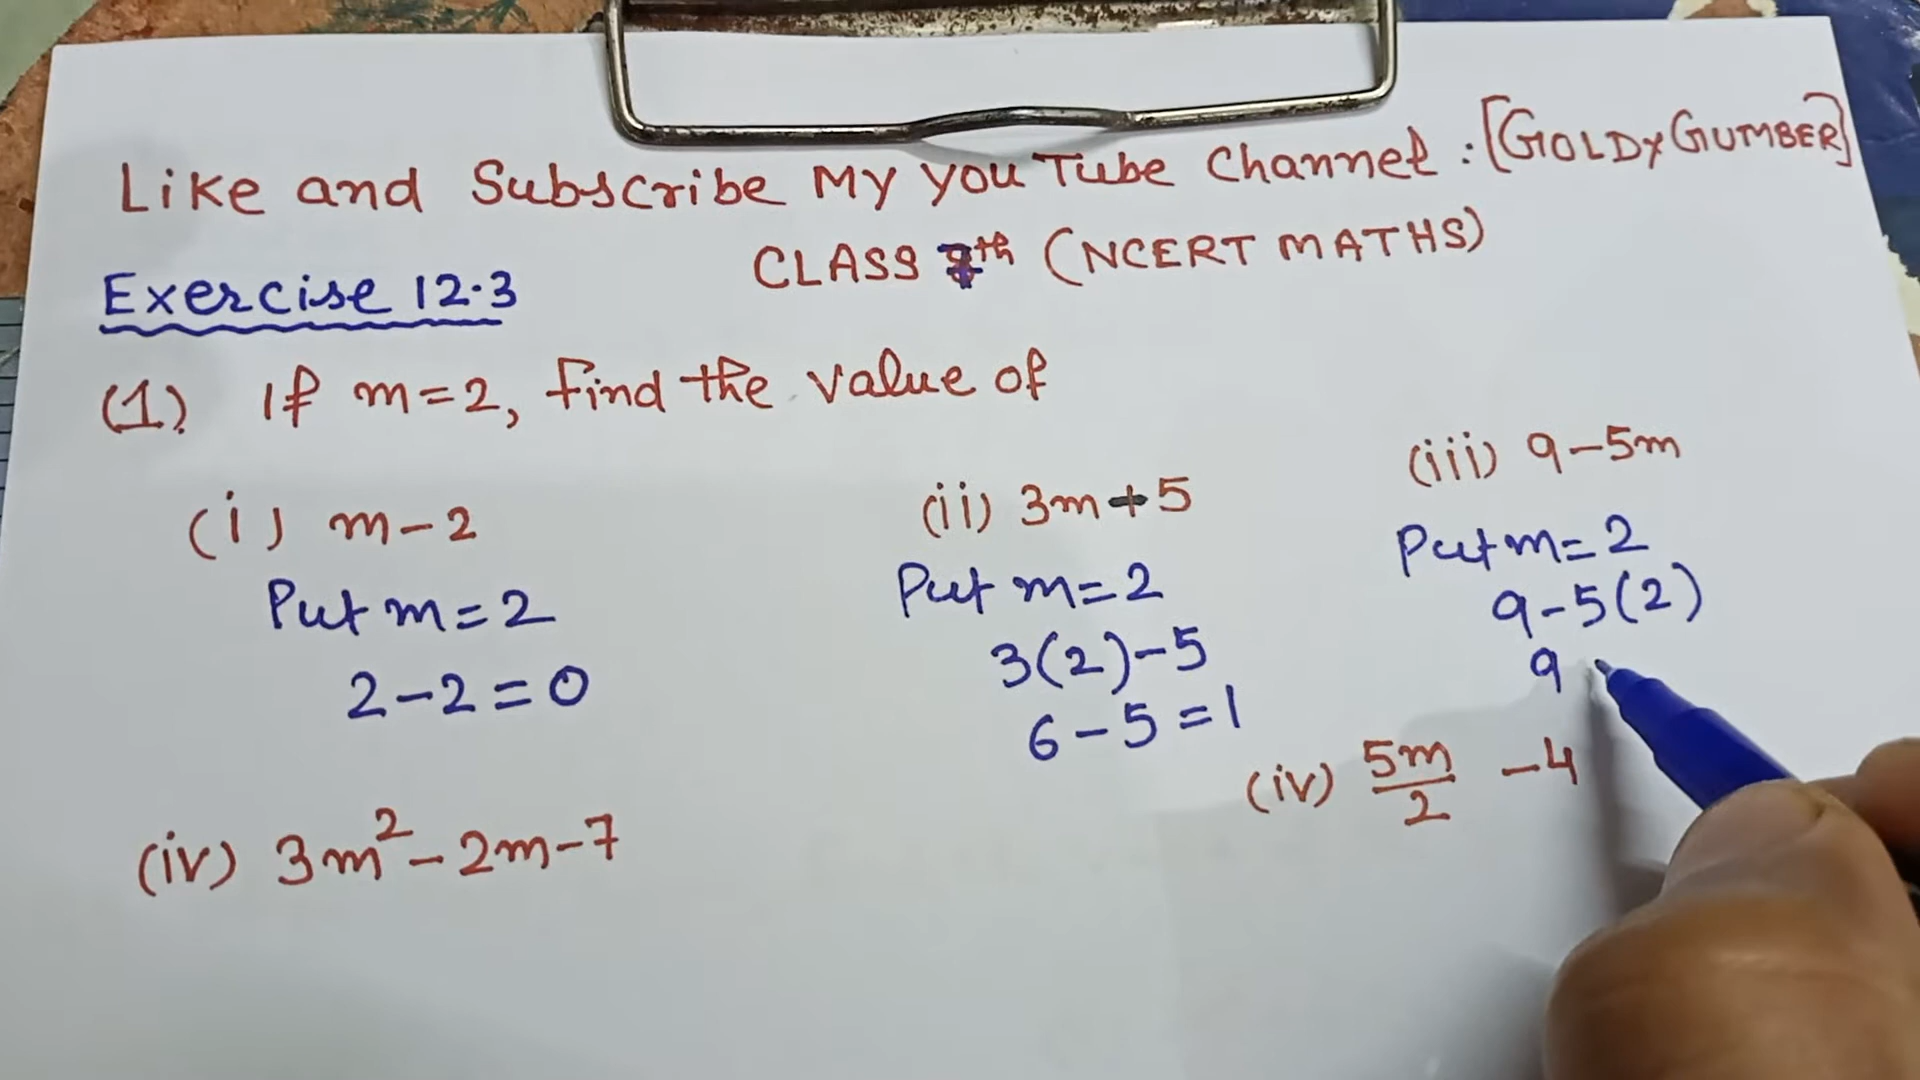 Like and Subscribe My YouTube Channel : [GOLDY GUMBER]
CLASS 7th (NCERT MATHS)
Exercise 12.3
(1) If m=2, find the value of
(i) m-2
Put m=2
2-2=0
(ii) 3m+5
Put m=2
3(2)-5
6-5=1
(iii) 9-5m
Put m=2
9-5(2)
9
(iv) 3m²-2m-7
(iv) 5m/2 -4